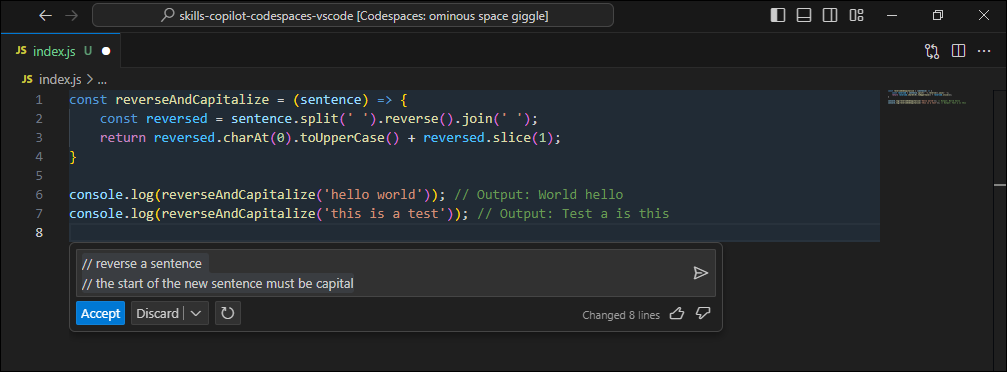 skills-copilot-codespaces-vscode [Codespaces: ominous space giggle]
JS index.js U
JS index.js > ...
1 const reverseAndCapitalize = (sentence) => {
2 const reversed = sentence.split(' ').reverse().join(' ');
3 return reversed.charAt(0).toUpperCase() + reversed.slice(1);
4 }
5
6 console.log(reverseAndCapitalize('hello world')); // Output: World hello
7 console.log(reverseAndCapitalize('this is a test')); // Output: Test a is this
8
// reverse a sentence
// the start of the new sentence must be capital
Accept Discard Changed 8 lines